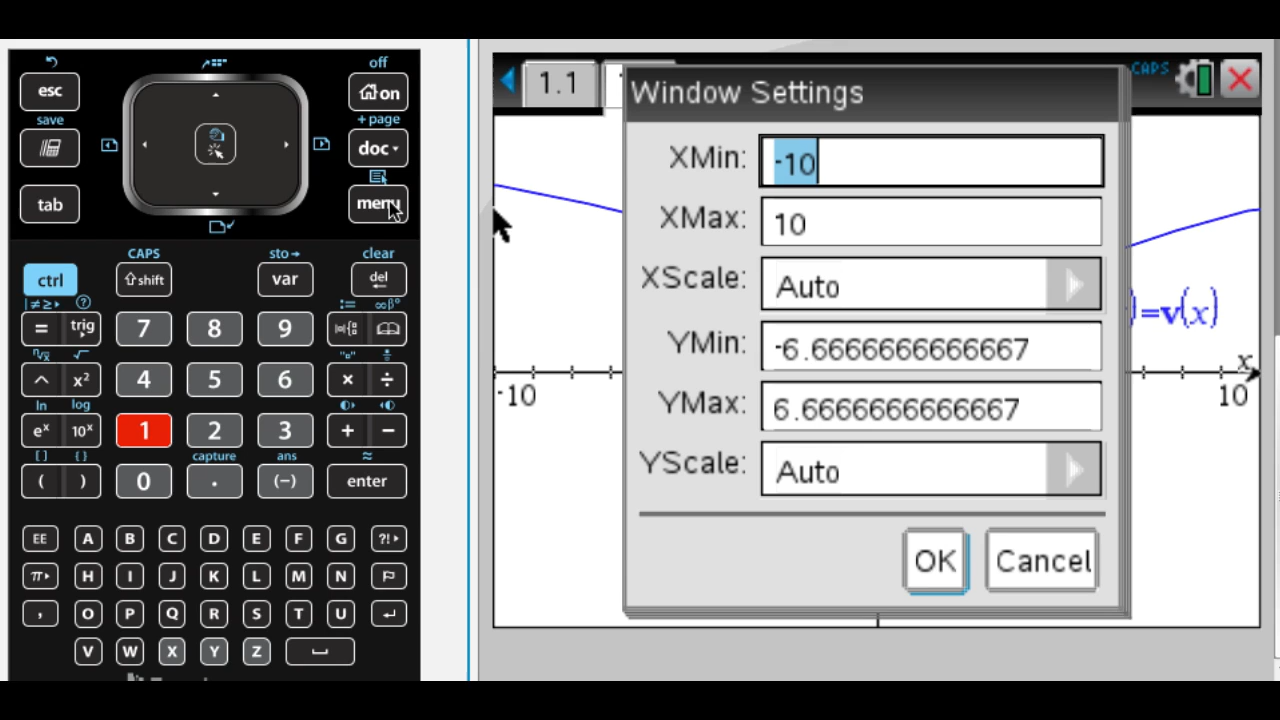 off
esc
on
save
+ page
doc
tab
menu
CAPS
sto→
clear
ctrl
⇧shift
var
del
|≠≥▸ ?
:= ∞β°
=
trig
7
8
9
ⁿ√x √
"▫" ÷
^
x²
4
5
6
×
÷
ln
log
eˣ
10ˣ
1
2
3
+
−
[ ]
{ }
capture
ans
≈
(
)
0
.
(−)
enter
EE A B C D E F G ?!▸
π▸ H I J K L M N
, O P Q R S T U ↵
V W X Y Z
1.1
CAPS
Window Settings
XMin: -10
XMax: 10
XScale: Auto
YMin: -6.6666666666667
YMax: 6.6666666666667
YScale: Auto
OK Cancel
)=v(x)
x
-10
10